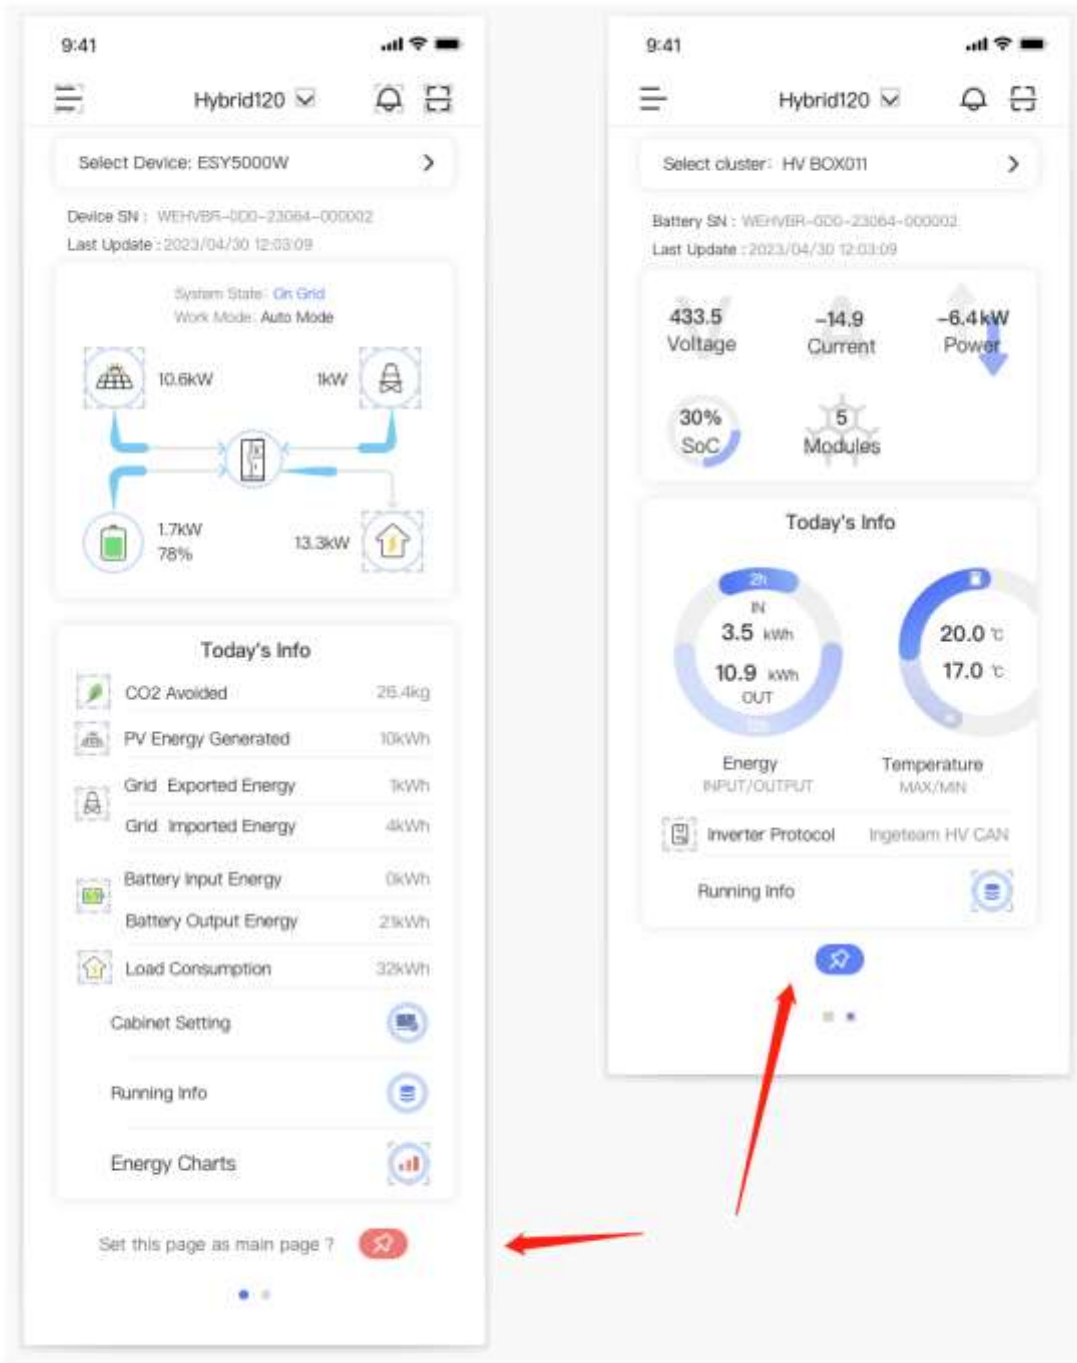 9:41
Hybrid120
Select Device: ESY5000W
Device SN : WEHVBR-0D0-23064-000002
Last Update : 2023/04/30 12:03:09
System State: On Grid
Work Mode: Auto Mode
10.6kW
1kW
1.7kW
78%
13.3kW
Today's Info
CO2 Avoided 26.4kg
PV Energy Generated 10kWh
Grid Exported Energy 1kWh
Grid Imported Energy 4kWh
Battery Input Energy 0kWh
Battery Output Energy 21kWh
Load Consumption 32kWh
Cabinet Setting
Running Info
Energy Charts
Set this page as main page ?
9:41
Hybrid120
Select cluster: HV BOX011
Battery SN : WEHVBR-0D0-23064-000002
Last Update : 2023/04/30 12:03:09
433.5
Voltage
-14.9
Current
-6.4kW
Power
30%
SoC
5
Modules
Today's Info
2h
IN
3.5 kWh
10.9 kWh
OUT
Energy
INPUT/OUTPUT
20.0 ℃
17.0 ℃
Temperature
MAX/MIN
Inverter Protocol Ingeteam HV CAN
Running Info